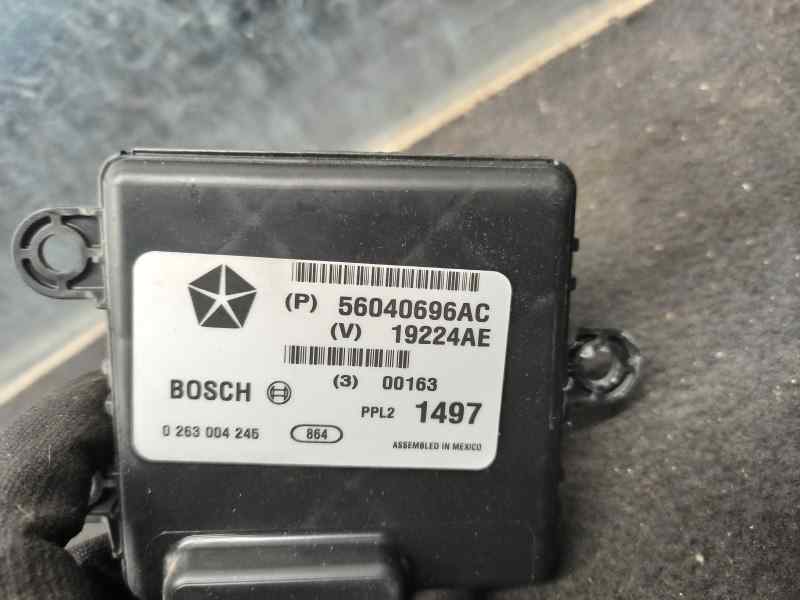 (P) 56040696AC
(V) 19224AE
(3) 00163
BOSCH
PPL2 1497
0 263 004 245 864
ASSEMBLED IN MEXICO